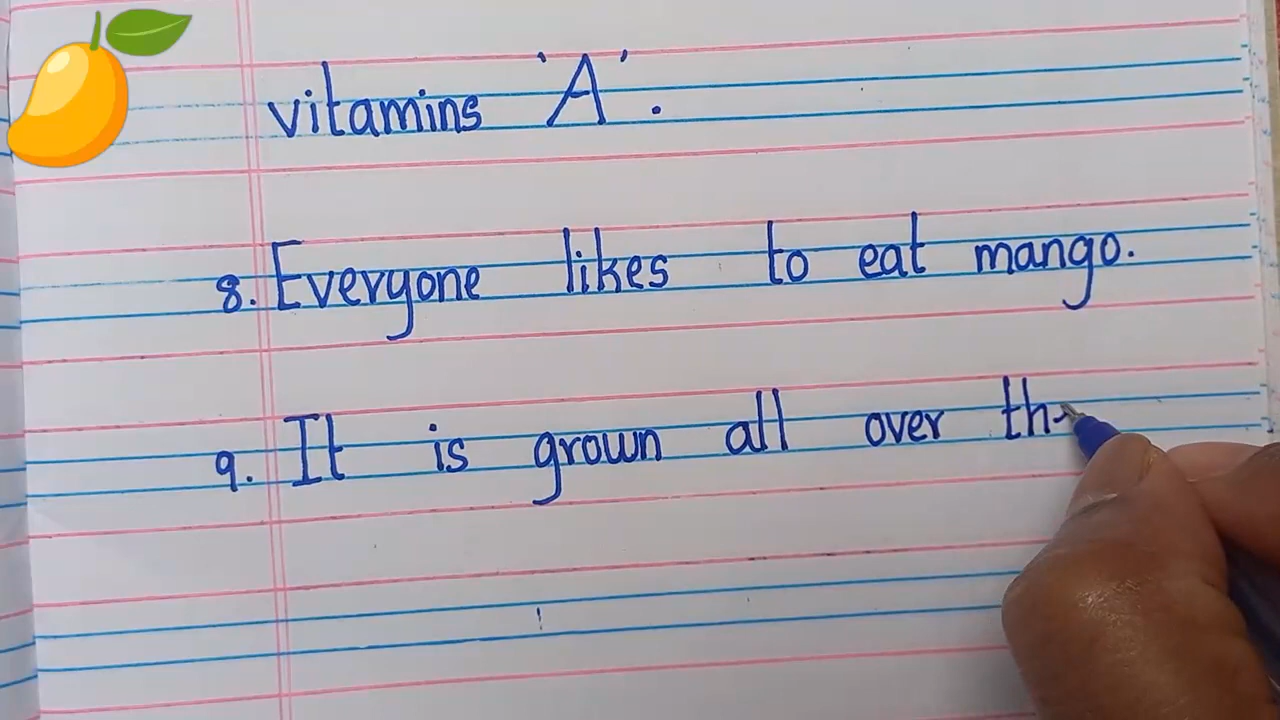 vitamins 'A'.
8. Everyone likes to eat mango.
9. It is grown all over th